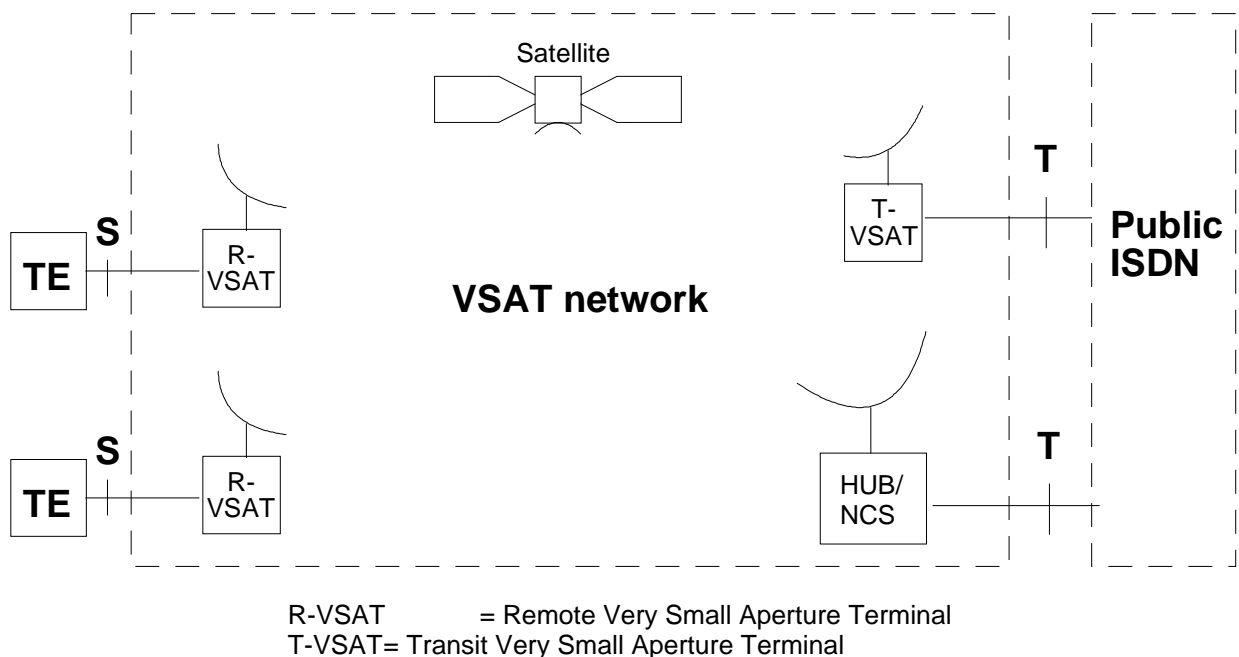 Satellite
T
T-
VSAT
Public
ISDN
S
TE
R-
VSAT
VSAT network
S
TE
R-
VSAT
HUB/
NCS
T
R-VSAT = Remote Very Small Aperture Terminal
T-VSAT= Transit Very Small Aperture Terminal